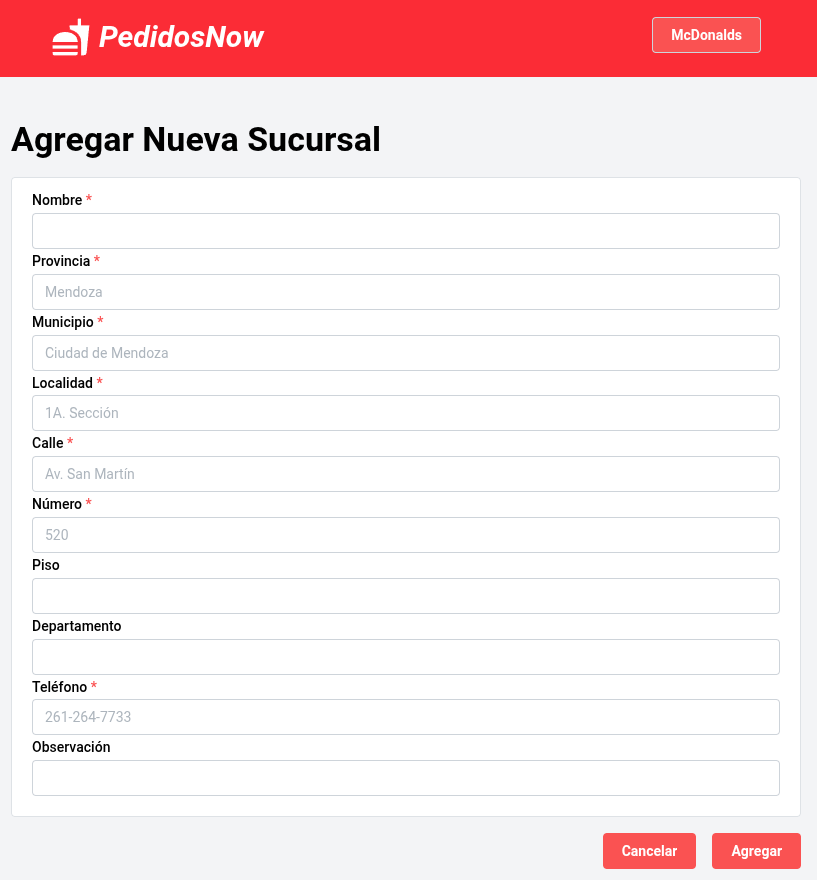 PedidosNow
McDonalds
Agregar Nueva Sucursal
Nombre *
Provincia *
Mendoza
Municipio *
Ciudad de Mendoza
Localidad *
1A. Sección
Calle *
Av. San Martín
Número *
520
Piso
Departamento
Teléfono *
261-264-7733
Observación
Cancelar
Agregar